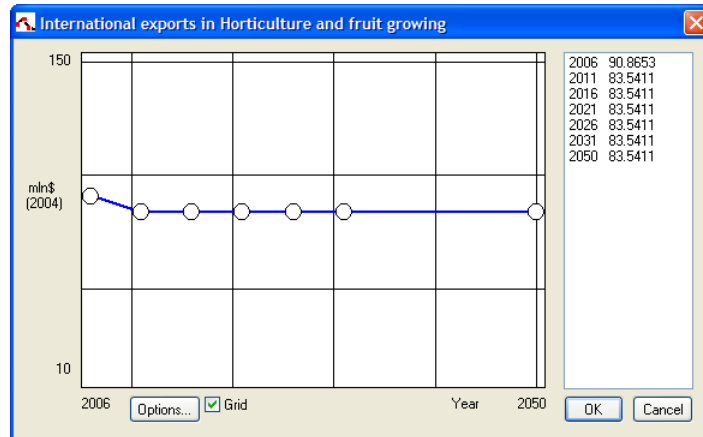 International exports in Horticulture and fruit growing
150
mln$
(2004)
10
2006
Year
2050
2006 90.8653
2011 83.5411
2016 83.5411
2021 83.5411
2026 83.5411
2031 83.5411
2050 83.5411
Options...
Grid
OK
Cancel